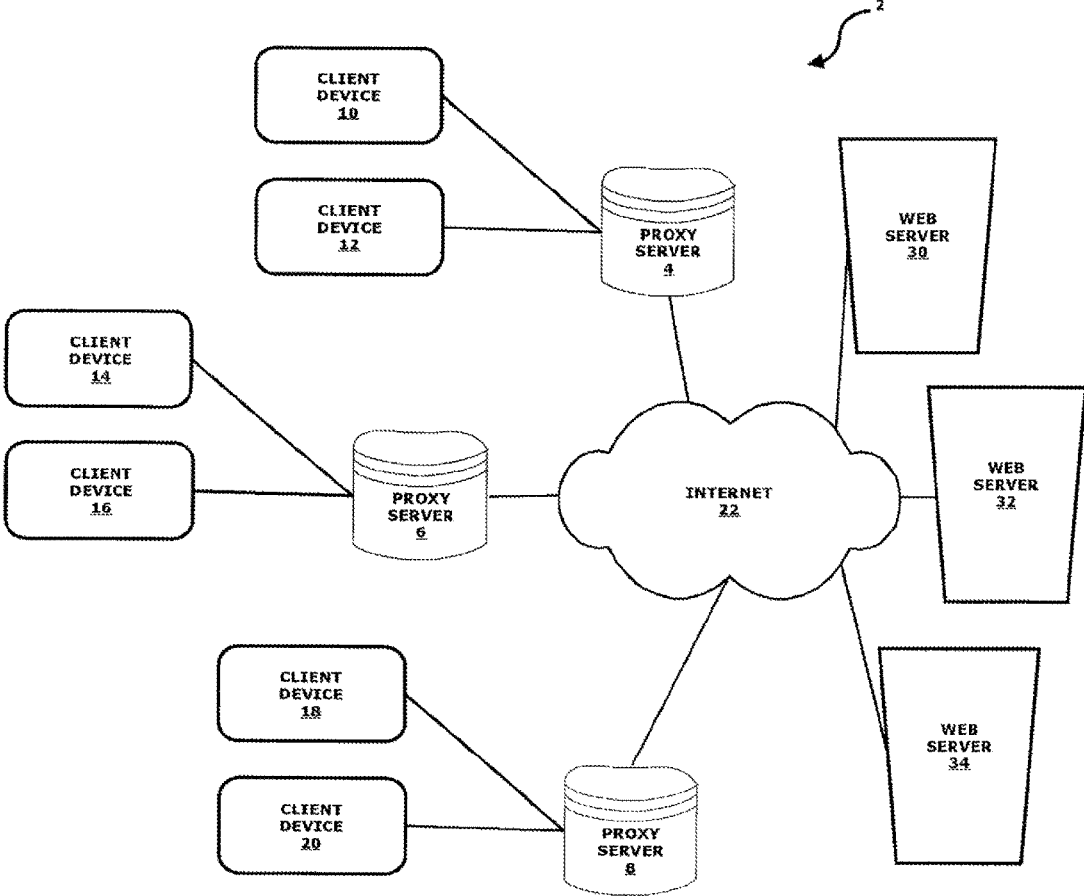 2
CLIENT
DEVICE
10
CLIENT
DEVICE
12
PROXY
SERVER
4
WEB
SERVER
30
CLIENT
DEVICE
14
CLIENT
DEVICE
16
PROXY
SERVER
6
INTERNET
22
WEB
SERVER
32
CLIENT
DEVICE
18
CLIENT
DEVICE
20
PROXY
SERVER
8
WEB
SERVER
34